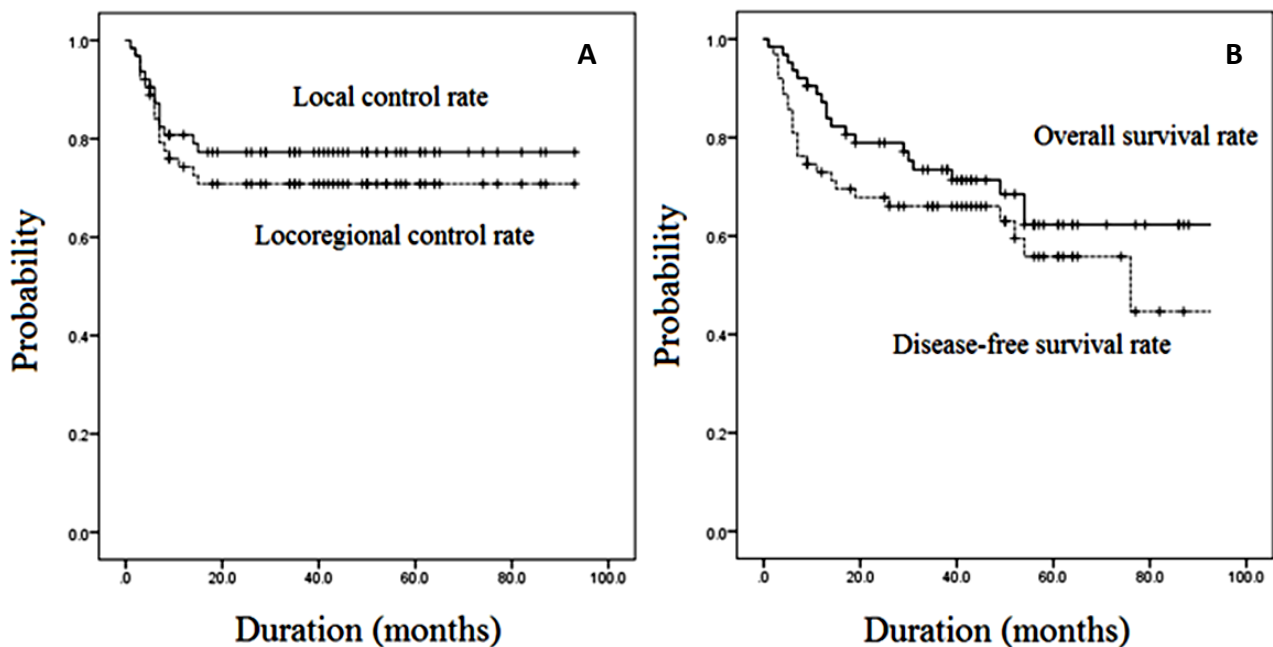 A
1.0
0.8
0.6
0.4
0.2
0.0
Probability
Local control rate
Locoregional control rate
.0 20.0 40.0 60.0 80.0 100.0
Duration (months)
B
1.0
0.8
0.6
0.4
0.2
0.0
Probability
Overall survival rate
Disease-free survival rate
.0 20.0 40.0 60.0 80.0 100.0
Duration (months)